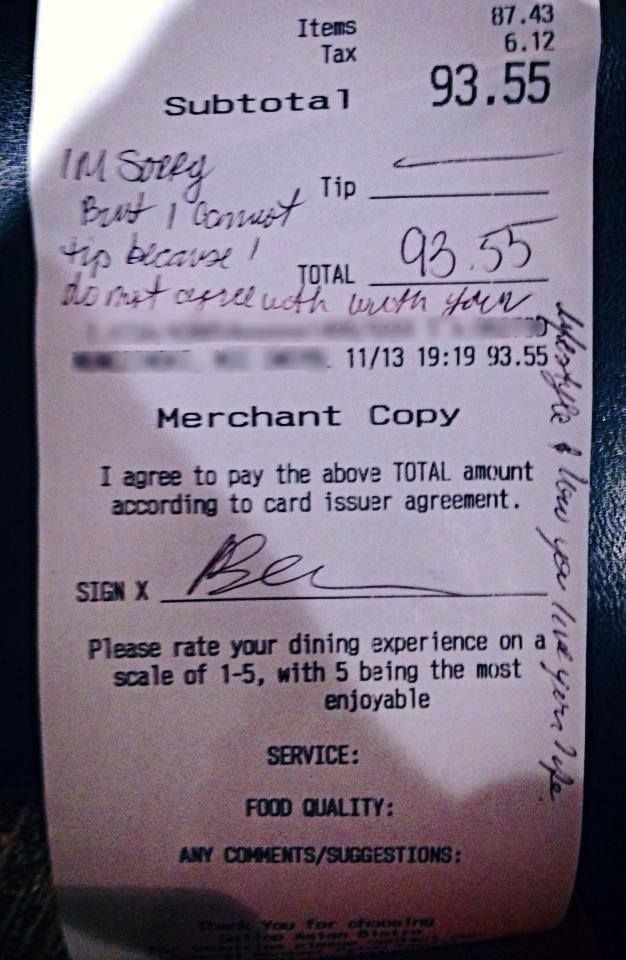 Items 87.43
Tax 6.12
Subtotal 93.55
Tip
TOTAL 93.55
IM Sorry
But I cannot
tip because I
do not agree with with your
lifestyle & how you live your life
11/13 19:19 93.55
Merchant Copy
I agree to pay the above TOTAL amount
according to card issuer agreement.
SIGN X
Please rate your dining experience on a
scale of 1-5, with 5 being the most
enjoyable
SERVICE:
FOOD QUALITY:
ANY COMMENTS/SUGGESTIONS:
Thank You for choosing
Asian Bistro